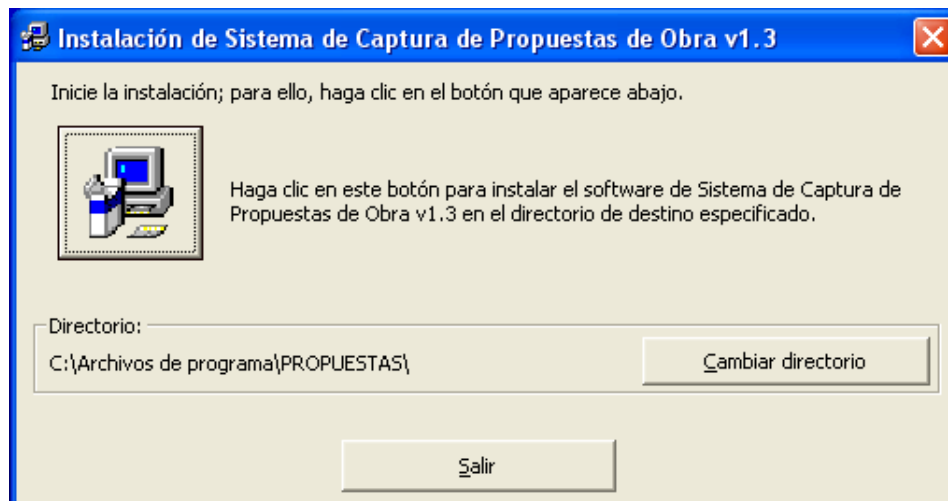 Instalación de Sistema de Captura de Propuestas de Obra v1.3
Inicie la instalación; para ello, haga clic en el botón que aparece abajo.
Haga clic en este botón para instalar el software de Sistema de Captura de
Propuestas de Obra v1.3 en el directorio de destino especificado.
Directorio:
C:\Archivos de programa\PROPUESTAS\
Cambiar directorio
Salir